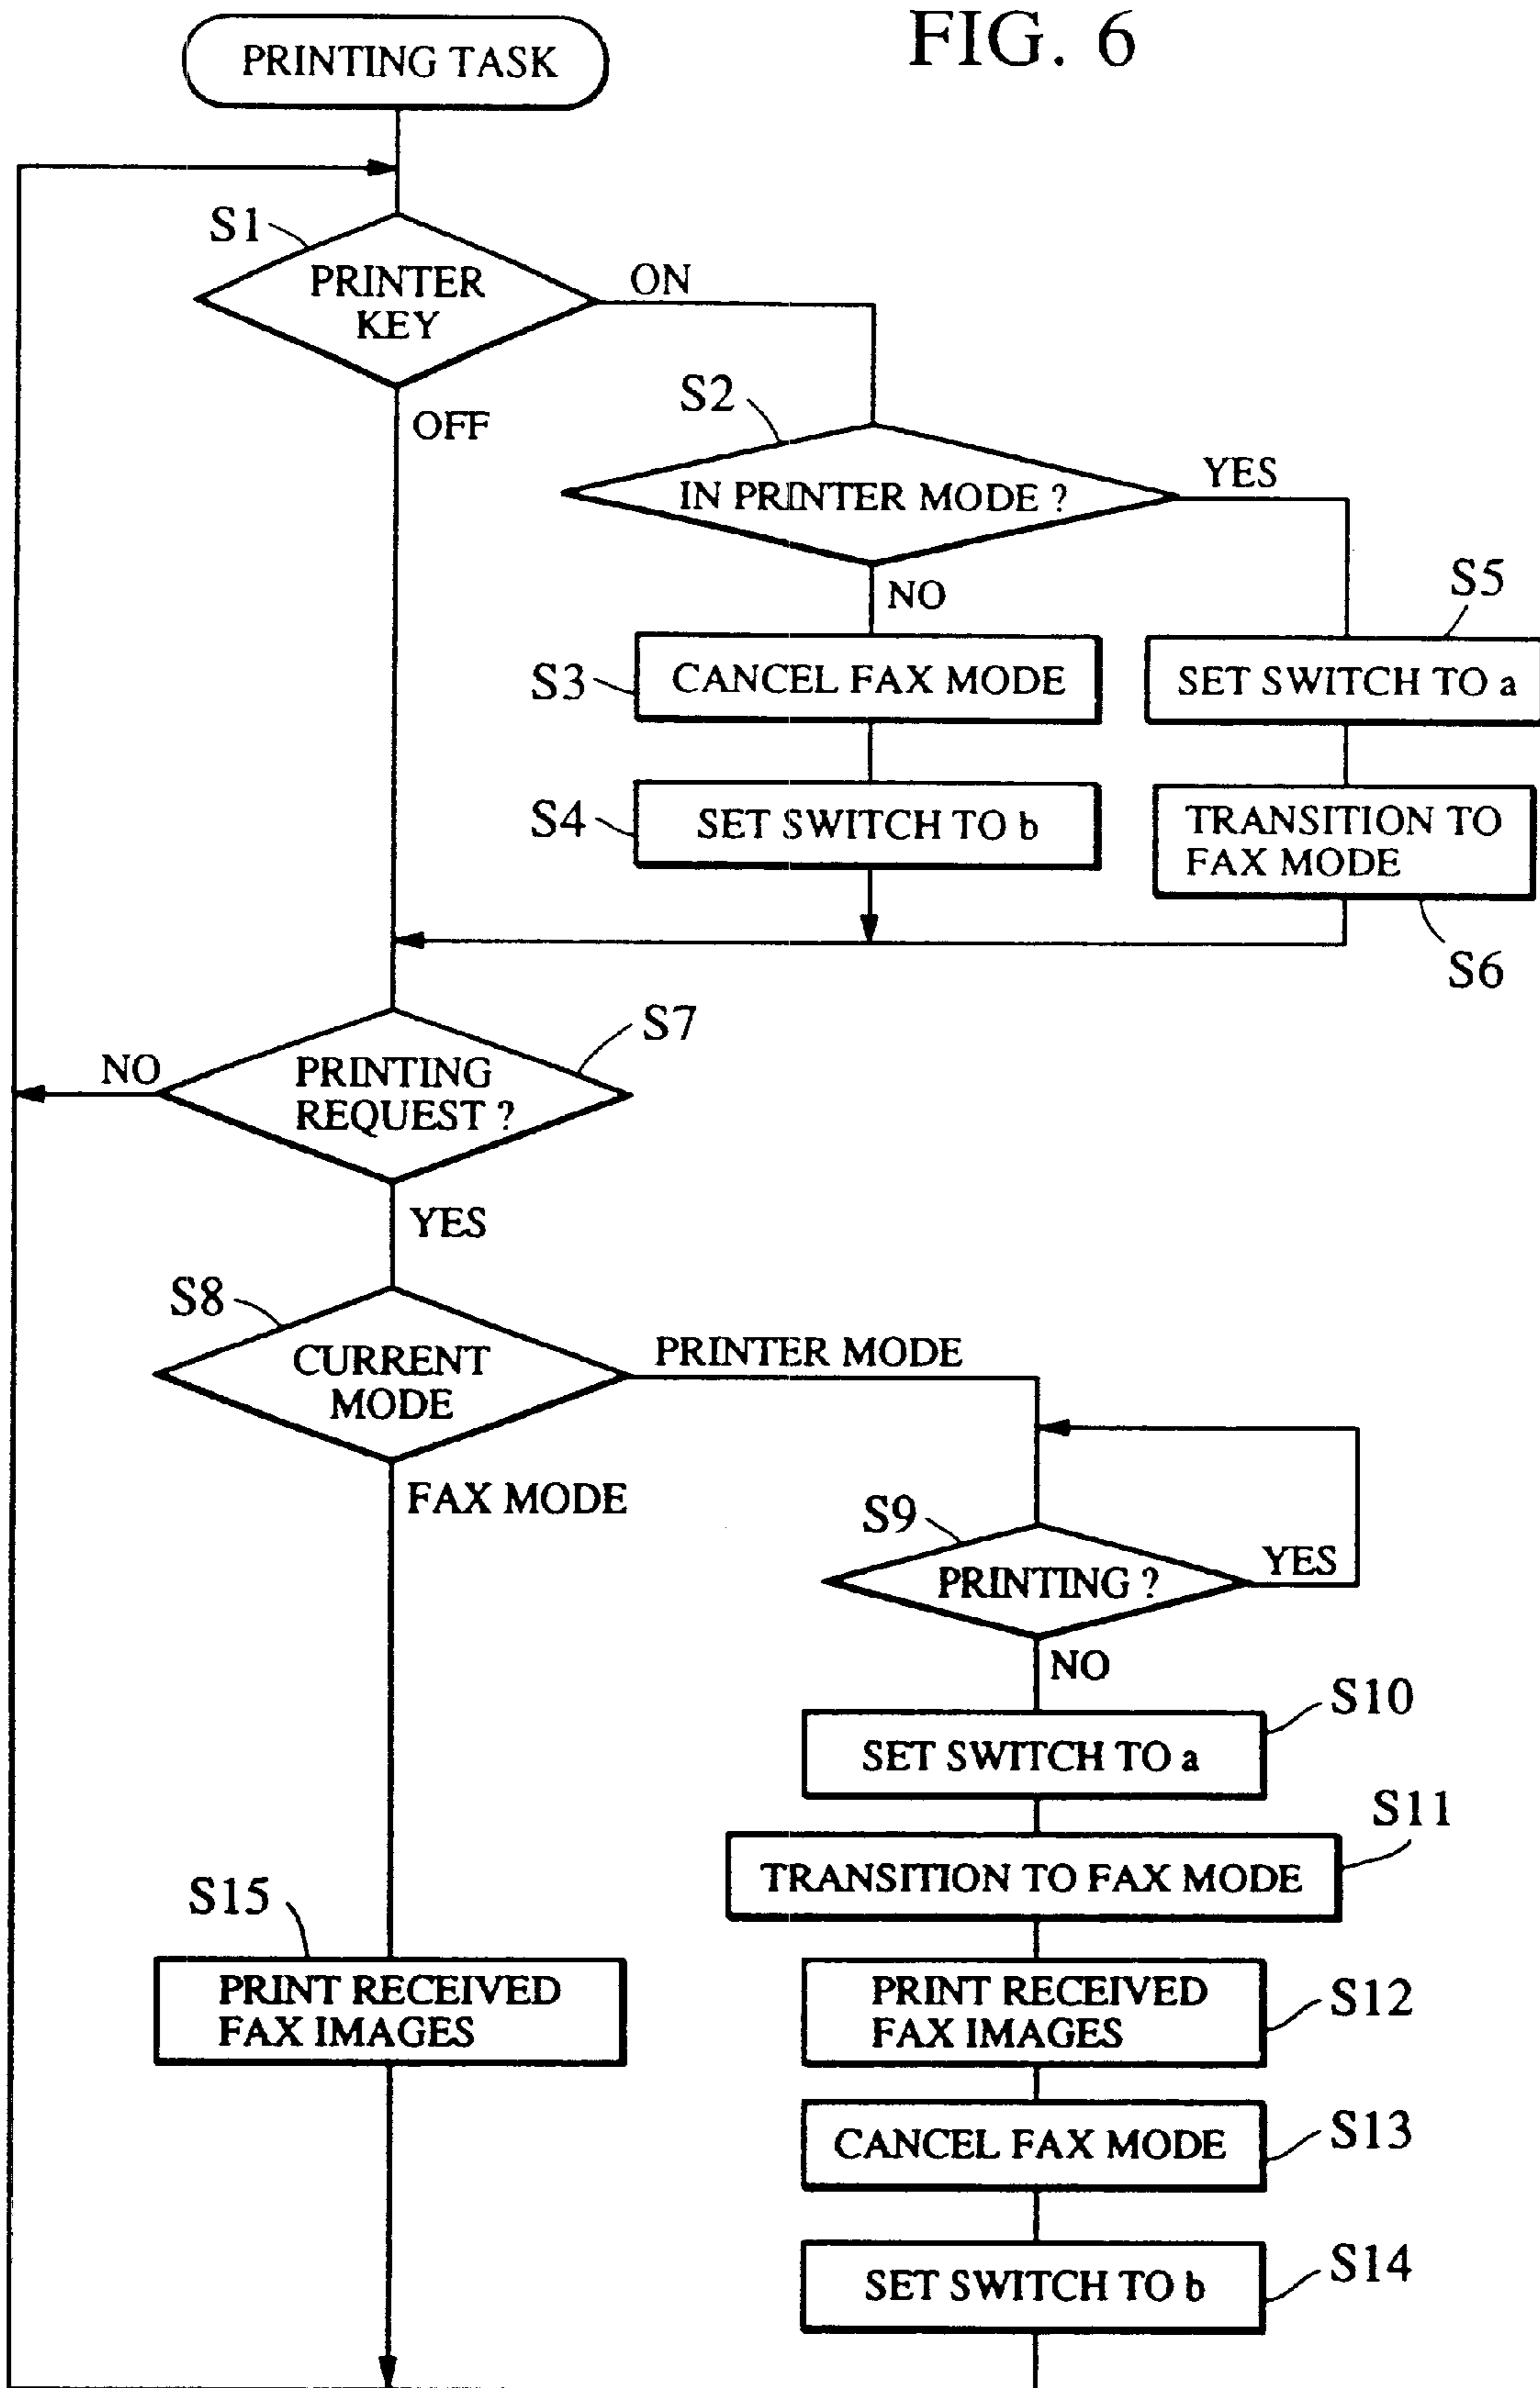 FIG. 6
PRINTING TASK
S1
PRINTER
KEY
ON
OFF
S2
IN PRINTER MODE ?
YES
NO
S3
CANCEL FAX MODE
S5
SET SWITCH TO a
S4
SET SWITCH TO b
TRANSITION TO
FAX MODE
S6
S7
PRINTING
REQUEST ?
NO
YES
S8
CURRENT
MODE
PRINTER MODE
FAX MODE
S9
PRINTING ?
YES
NO
S10
SET SWITCH TO a
S11
TRANSITION TO FAX MODE
S15
PRINT RECEIVED
FAX IMAGES
PRINT RECEIVED
FAX IMAGES
S12
CANCEL FAX MODE
S13
SET SWITCH TO b
S14